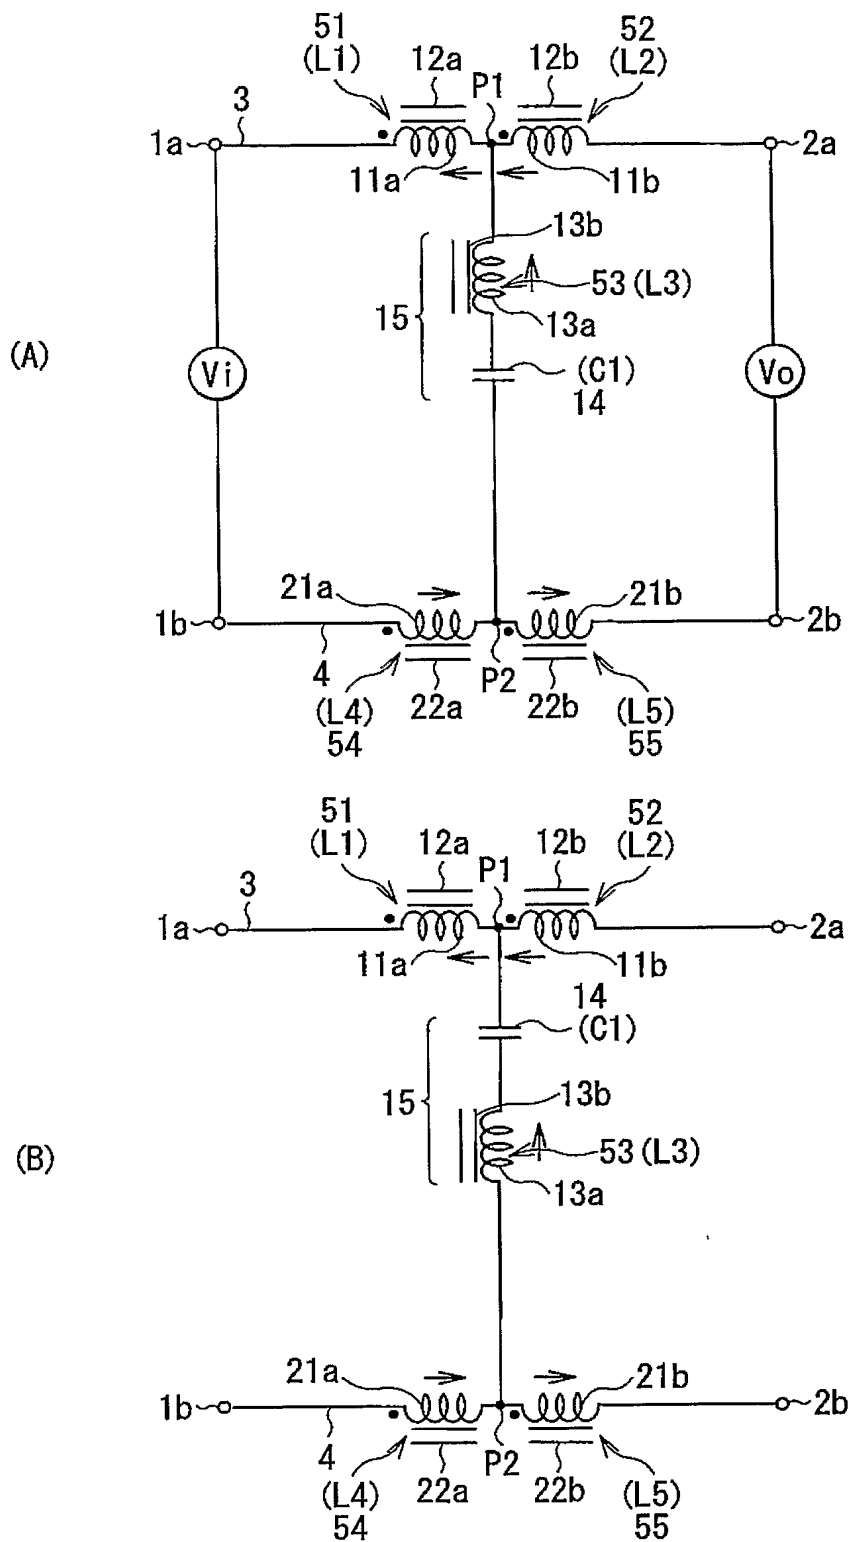 51
52
(L1)
12a
P1
12b
(L2)
3
1a
2a
11a
11b
13b
53(L3)
15
13a
(A)
Vi
(C1)
14
Vo
21a
21b
1b
2b
4
22a
P2
22b
(L4)
54
(L5)
55
51
52
(L1)
12a
P1
12b
(L2)
3
1a
2a
11a
11b
14
(C1)
13b
15
(B)
53(L3)
13a
21a
21b
1b
2b
4
22a
P2
22b
(L4)
54
(L5)
55